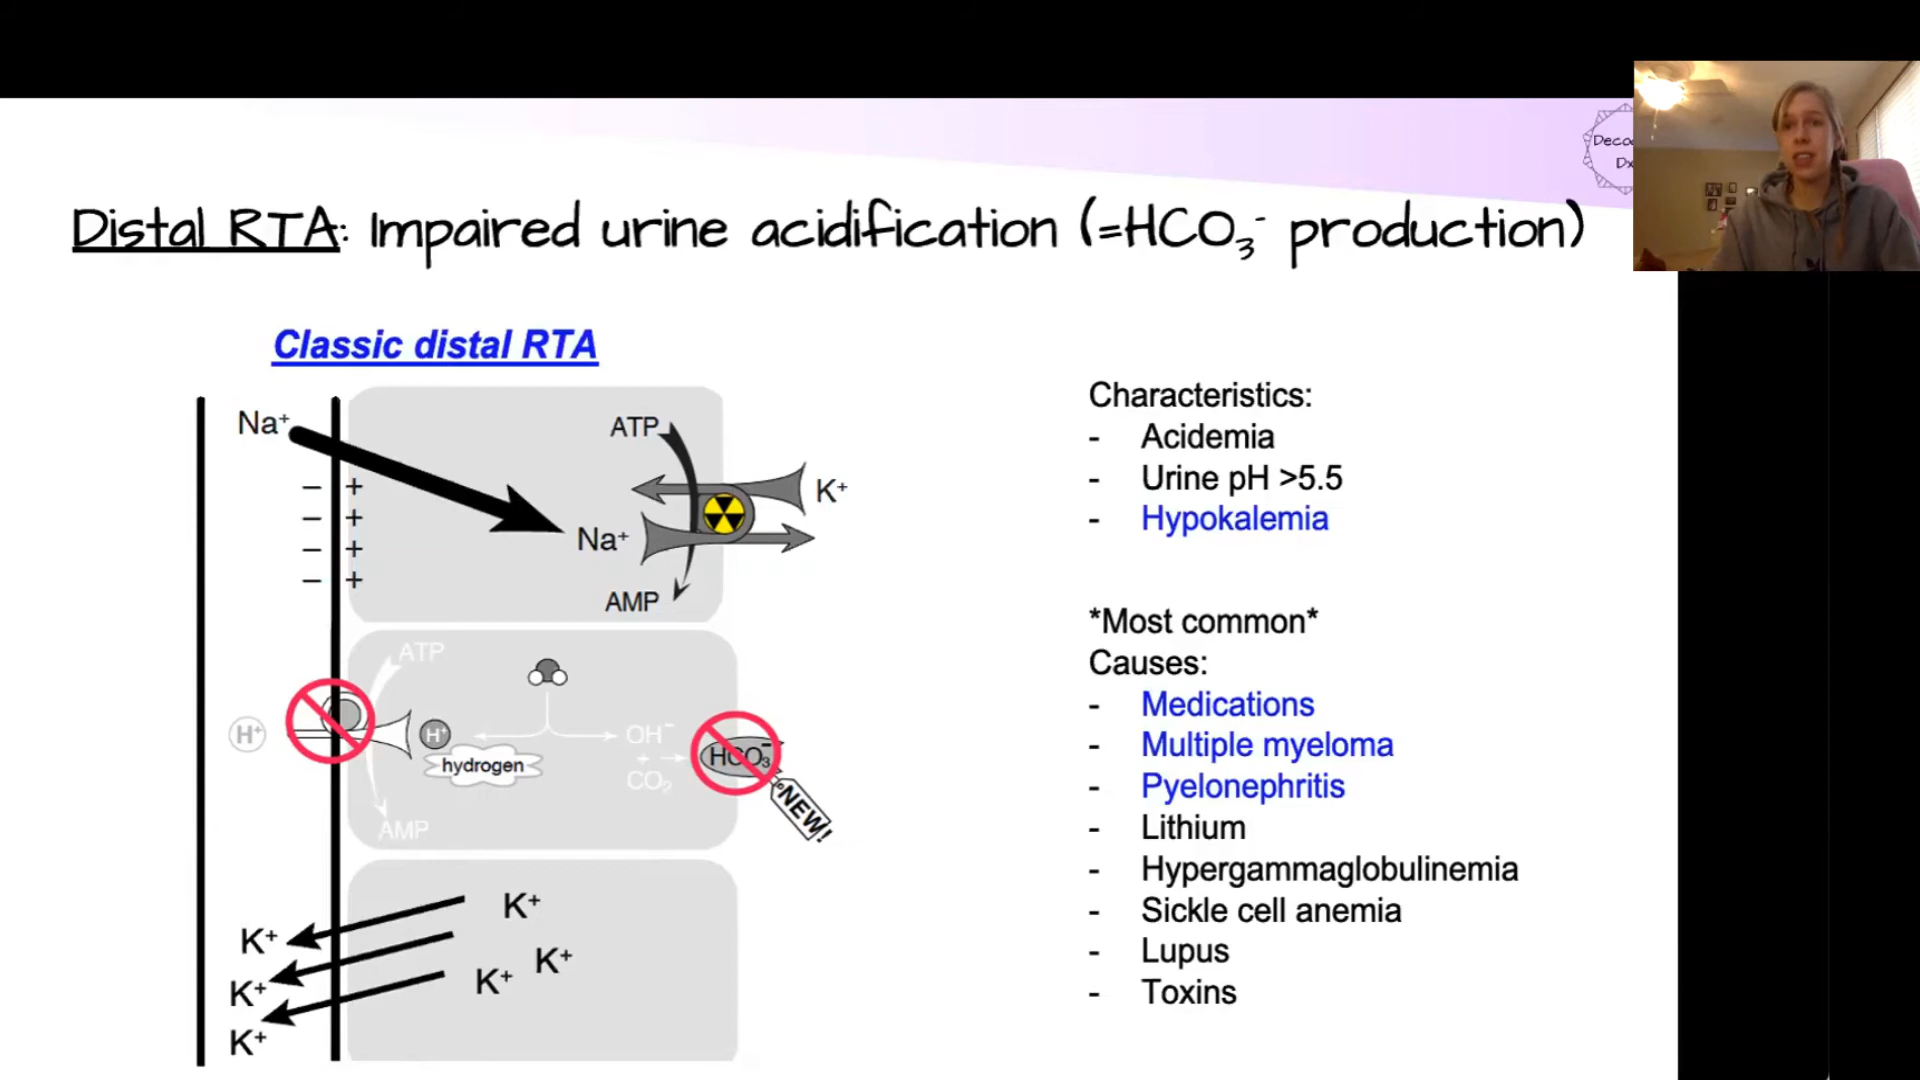 Distal RTA: Impaired urine acidification (=HCO₃⁻ production)
Classic distal RTA
Na⁺
ATP
K⁺
− +
− +
Na⁺
− +
− +
AMP
ATP
H⁺
H⁺
hydrogen
OH⁻
+
CO₂
HCO₃⁻
NEW!
AMP
K⁺
K⁺
K⁺
K⁺
K⁺
K⁺
Characteristics:
- Acidemia
- Urine pH >5.5
- Hypokalemia
*Most common*
Causes:
- Medications
- Multiple myeloma
- Pyelonephritis
- Lithium
- Hypergammaglobulinemia
- Sickle cell anemia
- Lupus
- Toxins